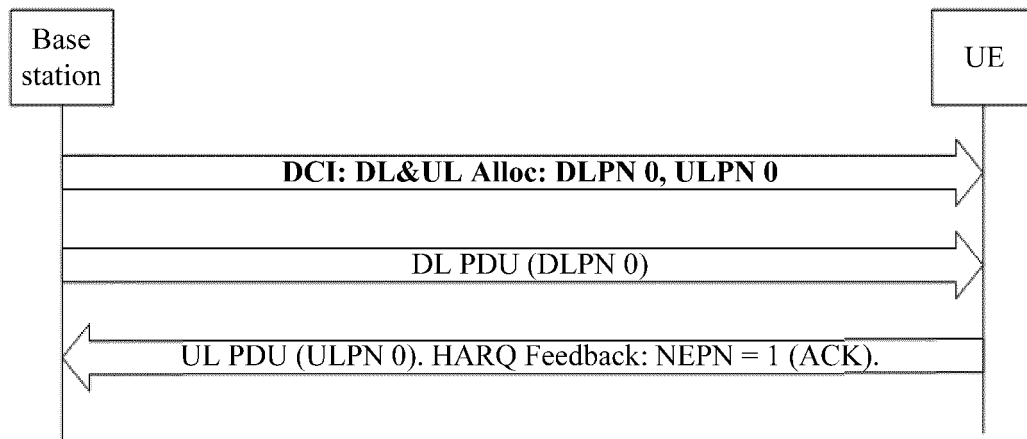 Base
station
UE
DCI: DL&UL Alloc: DLPN 0, ULPN 0
DL PDU (DLPN 0)
UL PDU (ULPN 0). HARQ Feedback: NEPN = 1 (ACK).